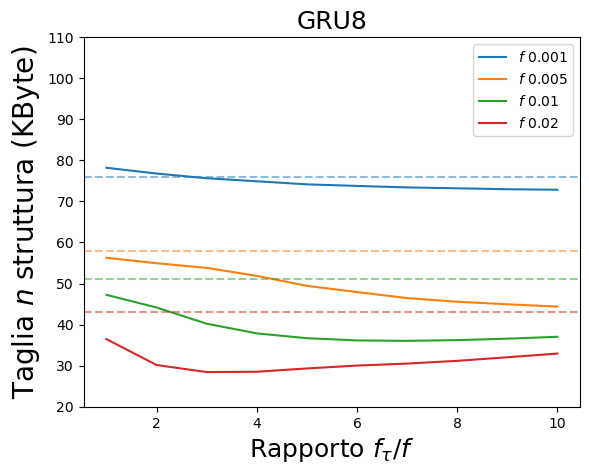 GRU8
Taglia n struttura (KByte)
110
100
90
80
70
60
50
40
30
20
f 0.001
f 0.005
f 0.01
f 0.02
2 4 6 8 10
Rapporto f_τ/f